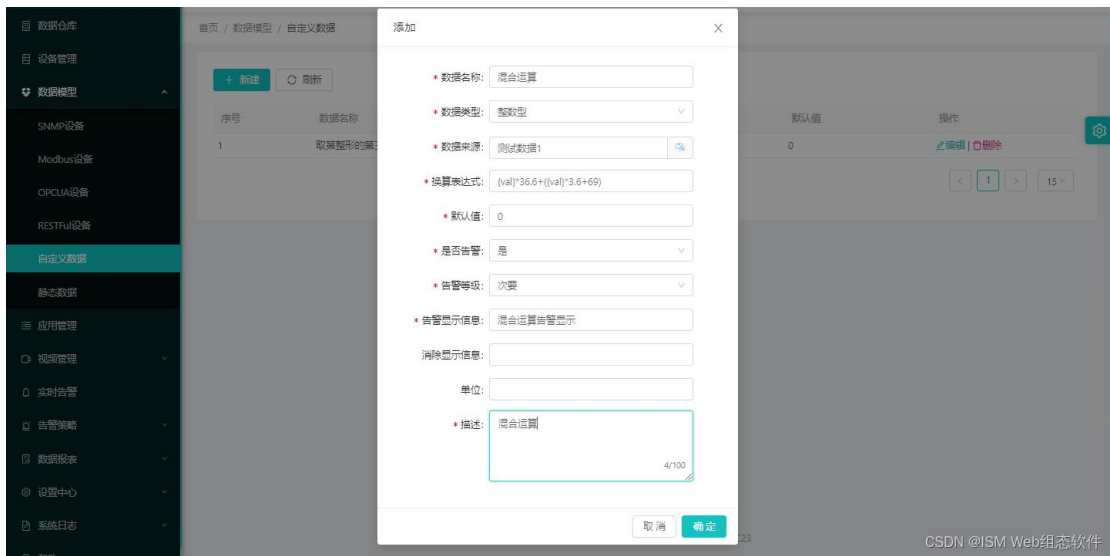 数据仓库
设备管理
数据模型
SNMP设备
Modbus设备
OPCUA设备
RESTFul设备
自定义数据
静态数据
应用管理
视频管理
实时告警
告警策略
数据报表
设置中心
系统日志
首页 / 数据模型 / 自定义数据
+ 新建 刷新
序号 数据名称 默认值 操作
1 取第整形的第 0 编辑 | 删除
< 1 > 15
添加
* 数据名称: 混合运算
* 数据类型: 整数型
* 数据来源: 测试数据1
* 换算表达式: {val}*36.6+({val}*3.6+69)
* 默认值: 0
* 是否告警: 是
* 告警等级: 次要
* 告警显示信息: 混合运算告警显示
消除显示信息:
单位:
* 描述: 混合运算
4/100
取 消 确 定
23
CSDN @ISM Web组态软件